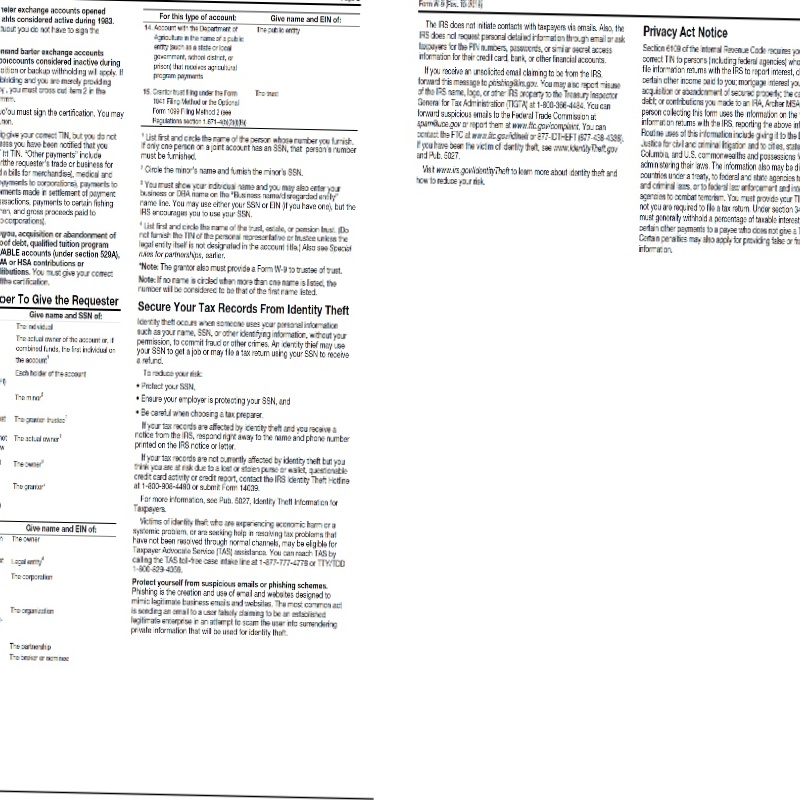 neter exchange accounts opened
considered active during 1983.
but you do not have to sign the
barter exchange accounts
accounts considered inactive during
or backup withholding will apply. If
and you are merely providing
you must cross out item 2 in the
must sign the certification. You may
give your correct TIN, but you do not
you have been notified that you
TIN. "Other payments" include
the requester's trade or business for
bills for merchandise), medical and
payments to corporations), payments to
made in settlement of payment
payments to certain fishing
and gross proceeds paid to
corporations).
you, acquisition or abandonment of
of debt, qualified tuition program
ABLE accounts (under section 529A),
or HSA contributions or
You must give your correct
the certification.
ber To Give the Requester
Give name and SSN of:
The individual
The actual owner of the account or, if
combined funds, the first individual on
the account¹
Each holder of the account
The minor²
The grantor-trustee¹
The actual owner¹
The owner³
The grantor*
Give name and EIN of:
The owner
Legal entity⁴
The corporation
The organization
The partnership
The broker or nominee
For this type of account: Give name and EIN of:
14. Account with the Department of The public entity
Agriculture in the name of a public
entity (such as a state or local
government, school district, or
prison) that receives agricultural
program payments
15. Grantor trust filing under the Form The trust
1041 Filing Method or the Optional
Form 1099 Filing Method 2 (see
Regulations section 1.671-4(b)(2)(i)(B))
¹ List first and circle the name of the person whose number you furnish.
If only one person on a joint account has an SSN, that person's number
must be furnished.
² Circle the minor's name and furnish the minor's SSN.
³ You must show your individual name and you may also enter your
business or DBA name on the "Business name/disregarded entity"
name line. You may use either your SSN or EIN (if you have one), but the
IRS encourages you to use your SSN.
⁴ List first and circle the name of the trust, estate, or pension trust. (Do
not furnish the TIN of the personal representative or trustee unless the
legal entity itself is not designated in the account title.) Also see Special
rules for partnerships, earlier.
*Note: The grantor also must provide a Form W-9 to trustee of trust.
Note: If no name is circled when more than one name is listed, the
number will be considered to be that of the first name listed.
Secure Your Tax Records From Identity Theft
Identity theft occurs when someone uses your personal information
such as your name, SSN, or other identifying information, without your
permission, to commit fraud or other crimes. An identity thief may use
your SSN to get a job or may file a tax return using your SSN to receive
a refund.
To reduce your risk:
• Protect your SSN,
• Ensure your employer is protecting your SSN, and
• Be careful when choosing a tax preparer.
If your tax records are affected by identity theft and you receive a
notice from the IRS, respond right away to the name and phone number
printed on the IRS notice or letter.
If your tax records are not currently affected by identity theft but you
think you are at risk due to a lost or stolen purse or wallet, questionable
credit card activity or credit report, contact the IRS Identity Theft Hotline
at 1-800-908-4490 or submit Form 14039.
For more information, see Pub. 5027, Identity Theft Information for
Taxpayers.
Victims of identity theft who are experiencing economic harm or a
systemic problem, or are seeking help in resolving tax problems that
have not been resolved through normal channels, may be eligible for
Taxpayer Advocate Service (TAS) assistance. You can reach TAS by
calling the TAS toll-free case intake line at 1-877-777-4778 or TTY/TDD
1-800-829-4059.
Protect yourself from suspicious emails or phishing schemes.
Phishing is the creation and use of email and websites designed to
mimic legitimate business emails and websites. The most common act
is sending an email to a user falsely claiming to be an established
legitimate enterprise in an attempt to scam the user into surrendering
private information that will be used for identity theft.
Form W-9 (Rev. 10-2018)
The IRS does not initiate contacts with taxpayers via emails. Also, the
IRS does not request personal detailed information through email or ask
taxpayers for the PIN numbers, passwords, or similar secret access
information for their credit card, bank, or other financial accounts.
If you receive an unsolicited email claiming to be from the IRS,
forward this message to phishing@irs.gov. You may also report misuse
of the IRS name, logo, or other IRS property to the Treasury Inspector
General for Tax Administration (TIGTA) at 1-800-366-4484. You can
forward suspicious emails to the Federal Trade Commission at
spam@uce.gov or report them at www.ftc.gov/complaint. You can
contact the FTC at www.ftc.gov/idtheft or 877-IDTHEFT (877-438-4338).
If you have been the victim of identity theft, see www.IdentityTheft.gov
and Pub. 5027.
Visit www.irs.gov/IdentityTheft to learn more about identity theft and
how to reduce your risk.
Privacy Act Notice
Section 6109 of the Internal Revenue Code requires yo
correct TIN to persons (including federal agencies) who
file information returns with the IRS to report interest, d
certain other income paid to you; mortgage interest you
acquisition or abandonment of secured property; the ca
debt; or contributions you made to an IRA, Archer MSA
person collecting this form uses the information on the
information returns with the IRS, reporting the above inf
Routine uses of this information include giving it to the D
Justice for civil and criminal litigation and to cities, state
Columbia, and U.S. commonwealths and possessions f
administering their laws. The information also may be di
countries under a treaty, to federal and state agencies t
and criminal laws, or to federal law enforcement and int
agencies to combat terrorism. You must provide your TI
not you are required to file a tax return. Under section 34
must generally withhold a percentage of taxable interest
certain other payments to a payee who does not give a T
Certain penalties may also apply for providing false or fr
information.